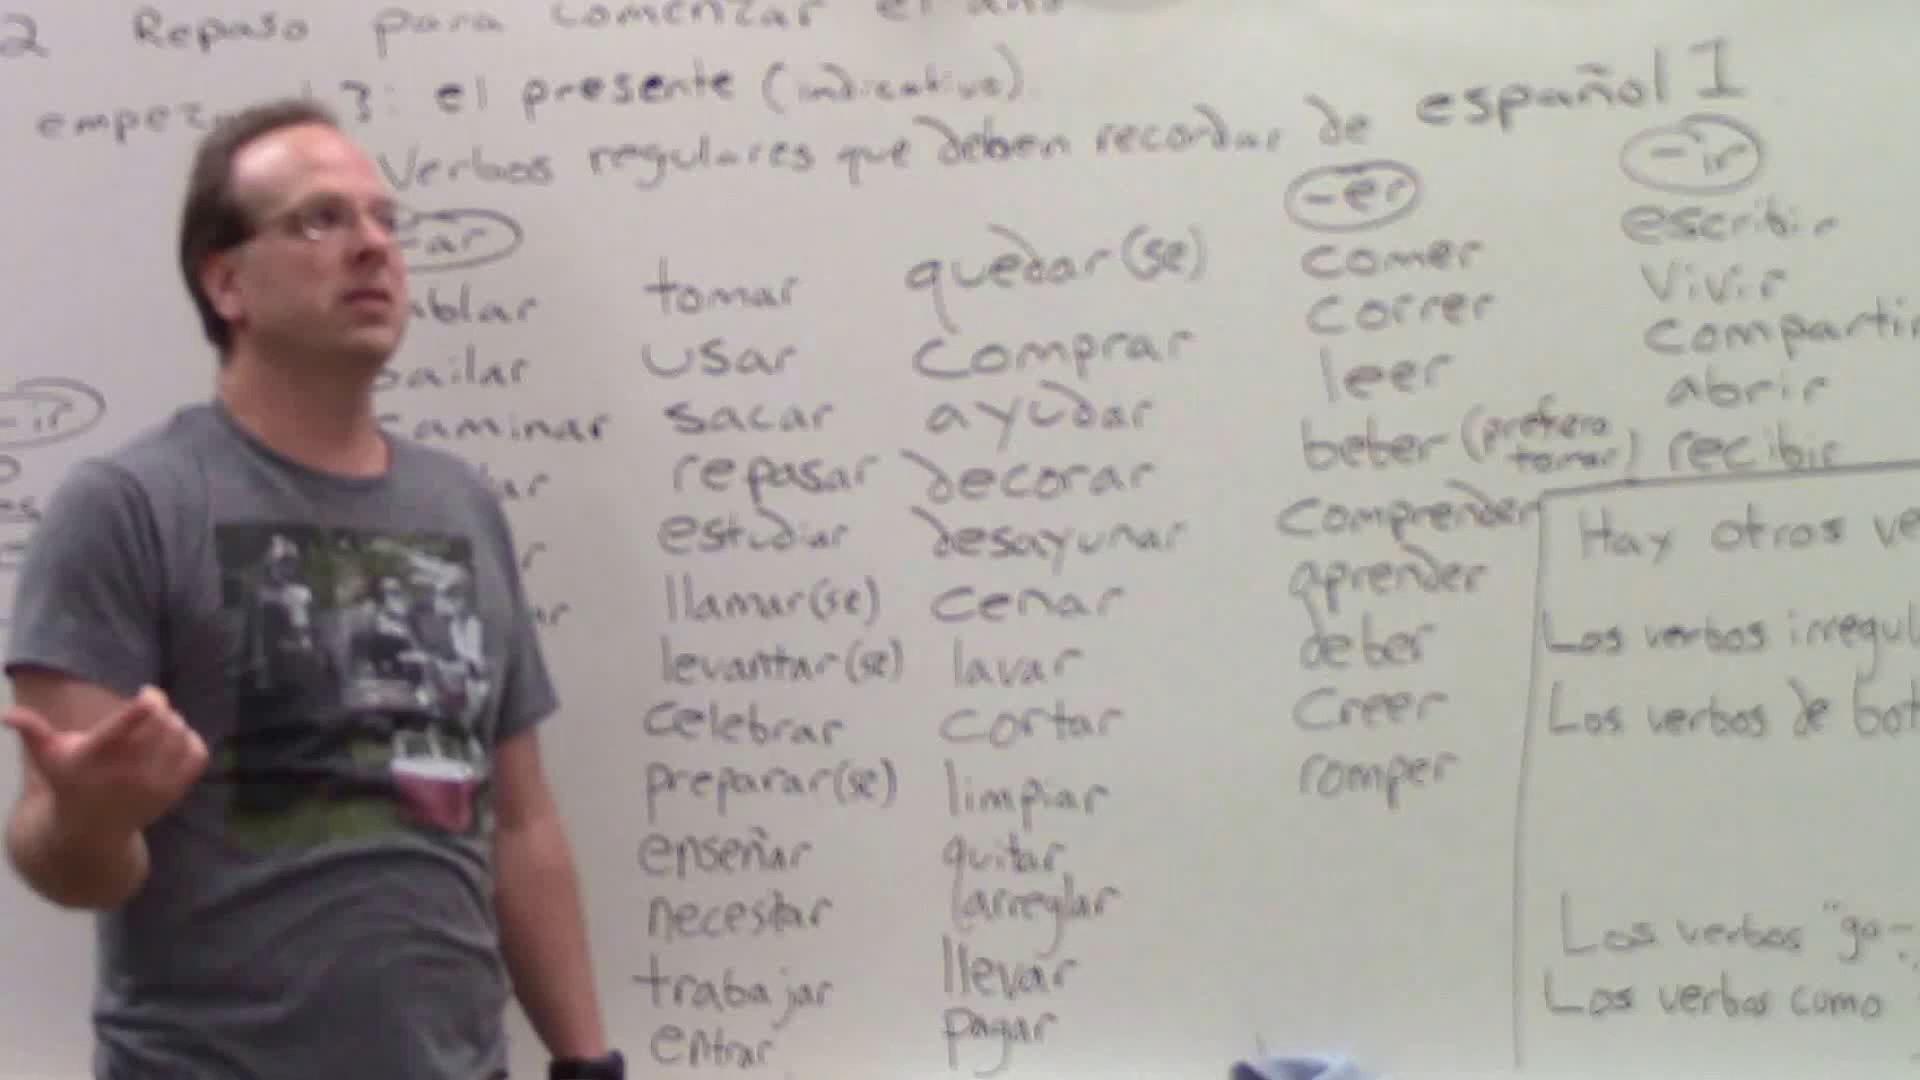 2 Repaso para comenzar el año
3: el presente (indicativo)
Verbos regulares que deben recordar de español 1
-ar
-er
-ir
-ir
ablar
bailar
caminar
tomar
usar
sacar
repasar
estudiar
llamar(se)
levantar(se)
celebrar
preparar(se)
enseñar
necesitar
trabajar
entrar
quedar(se)
comprar
ayudar
decorar
desayunar
cenar
lavar
cortar
limpiar
quitar
arreglar
llevar
pagar
comer
correr
leer
beber (prefiero tomar)
comprender
aprender
deber
creer
romper
escribir
vivir
compartir
abrir
recibir
Hay otros ve
Los verbos irregul
Los verbos de bot
Los verbos "go-
Los verbos como